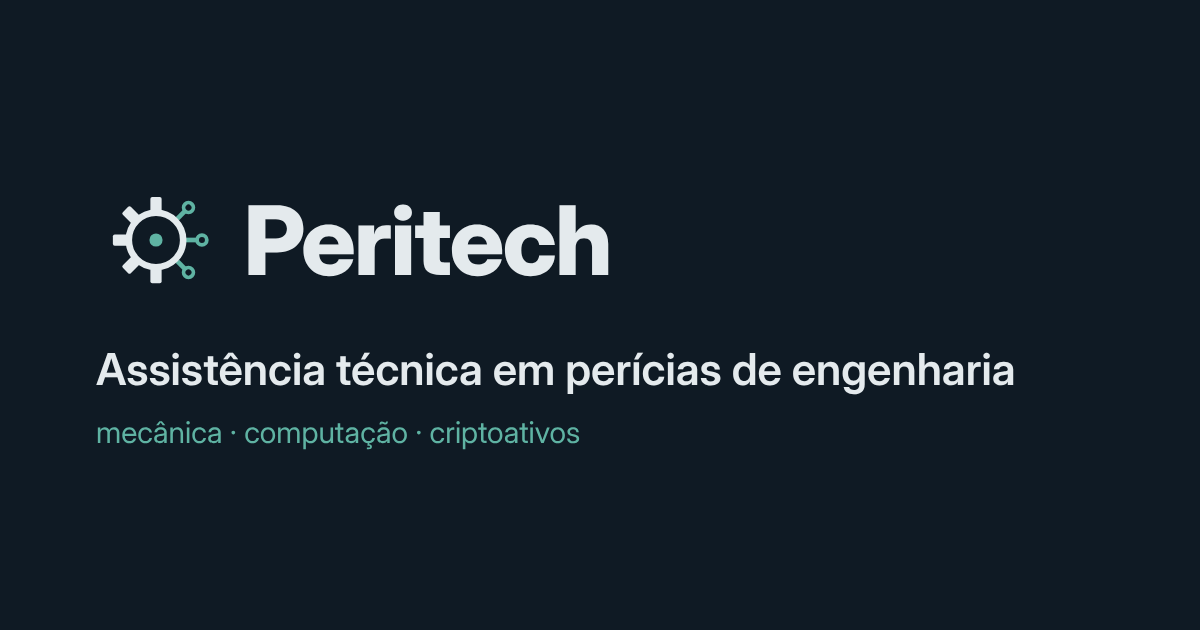 Peritech
Assistência técnica em perícias de engenharia
mecânica · computação · criptoativos